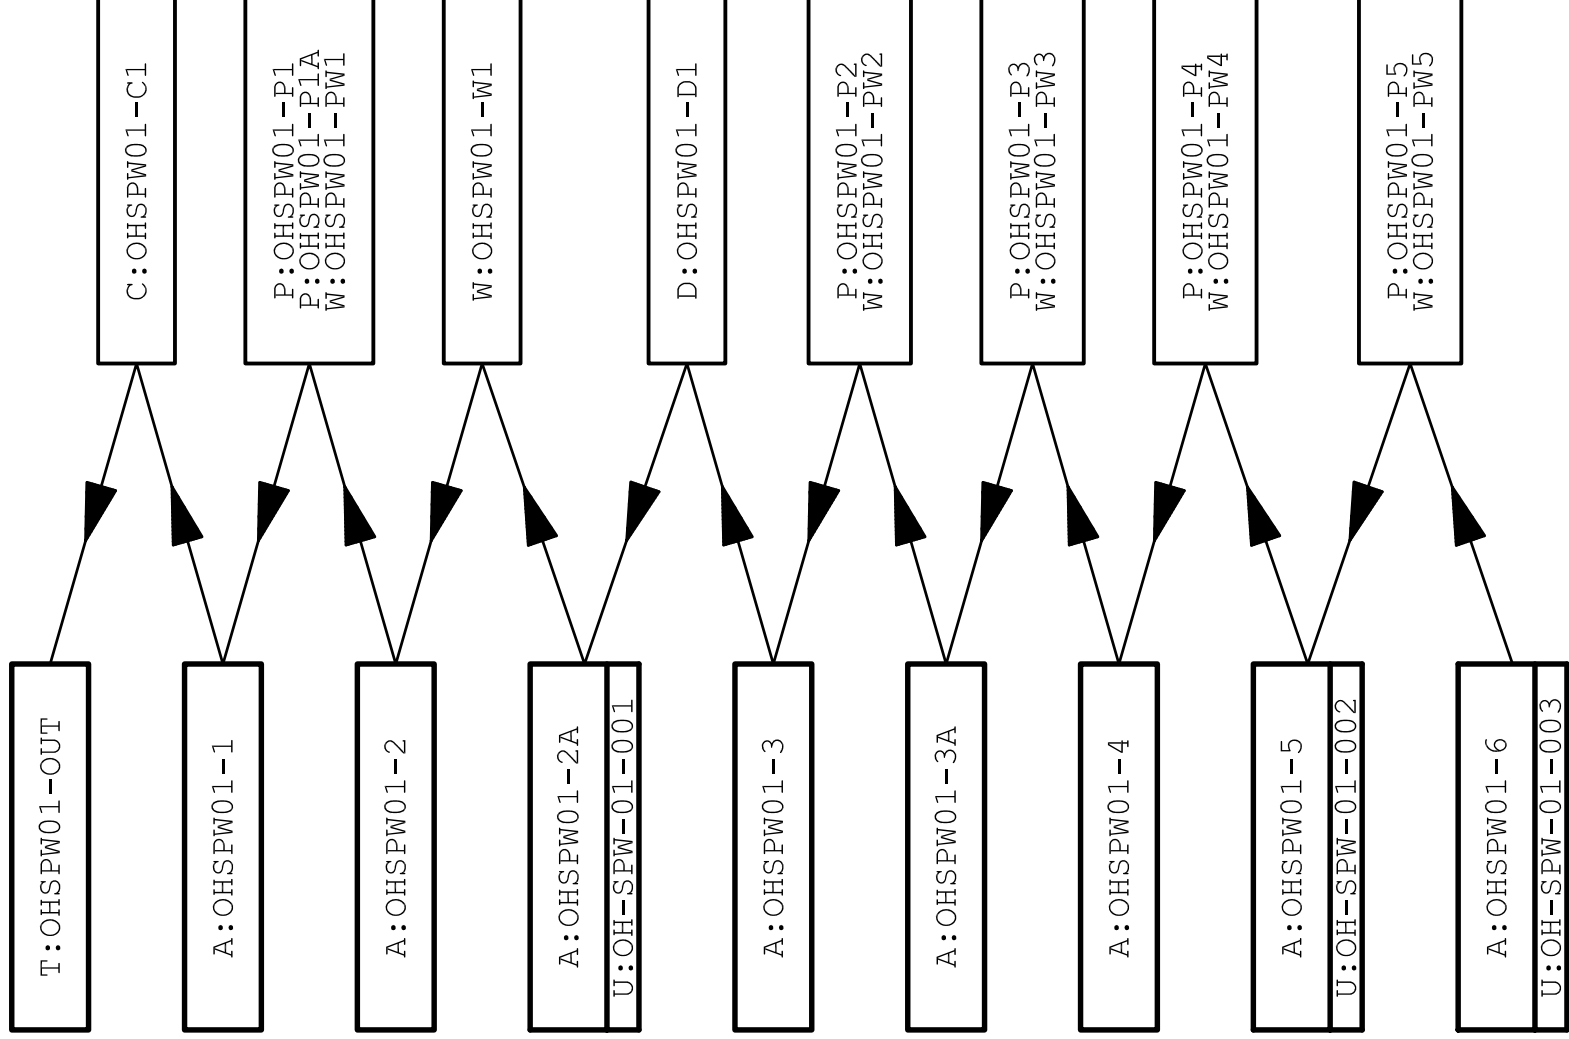 C:OHSPW01-C1
P:OHSPW01-P1
P:OHSPW01-P1A
W:OHSPW01-PW1
W:OHSPW01-W1
D:OHSPW01-D1
P:OHSPW01-P2
W:OHSPW01-PW2
P:OHSPW01-P3
W:OHSPW01-PW3
P:OHSPW01-P4
W:OHSPW01-PW4
P:OHSPW01-P5
W:OHSPW01-PW5
T:OHSPW01-OUT
A:OHSPW01-1
A:OHSPW01-2
A:OHSPW01-2A
U:OH-SPW-01-001
A:OHSPW01-3
A:OHSPW01-3A
A:OHSPW01-4
A:OHSPW01-5
U:OH-SPW-01-002
A:OHSPW01-6
U:OH-SPW-01-003